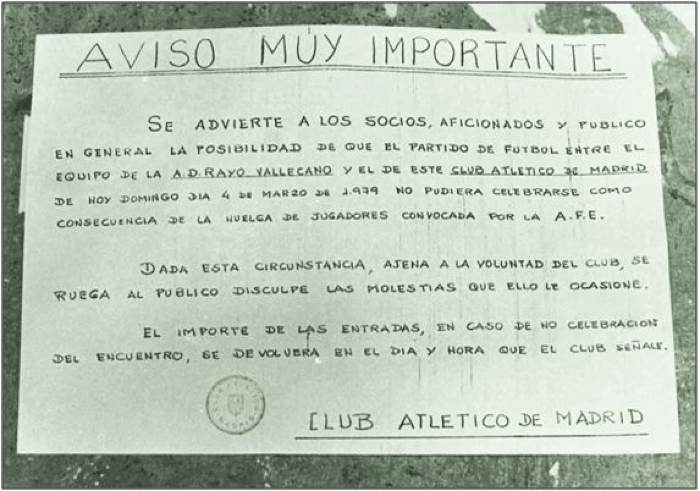 AVISO MUY IMPORTANTE
SE ADVIERTE A LOS SOCIOS, AFICIONADOS Y PUBLICO
EN GENERAL LA POSIBILIDAD DE QUE EL PARTIDO DE FUTBOL ENTRE EL
EQUIPO DE LA A.D. RAYO VALLECANO Y EL DE ESTE CLUB ATLETICO DE MADRID
DE HOY DOMINGO DIA 4 DE MARZO DE 1.979 NO PUDIERA CELEBRARSE COMO
CONSECUENCIA DE LA HUELGA DE JUGADORES CONVOCADA POR LA A.F.E.
DADA ESTA CIRCUNSTANCIA, AJENA A LA VOLUNTAD DEL CLUB, SE
RUEGA AL PUBLICO DISCULPE LAS MOLESTIAS QUE ELLO LE OCASIONE.
EL IMPORTE DE LAS ENTRADAS, EN CASO DE NO CELEBRACION
DEL ENCUENTRO, SE DEVOLVERA EN EL DIA Y HORA QUE EL CLUB SEÑALE.
CLUB ATLETICO DE MADRID